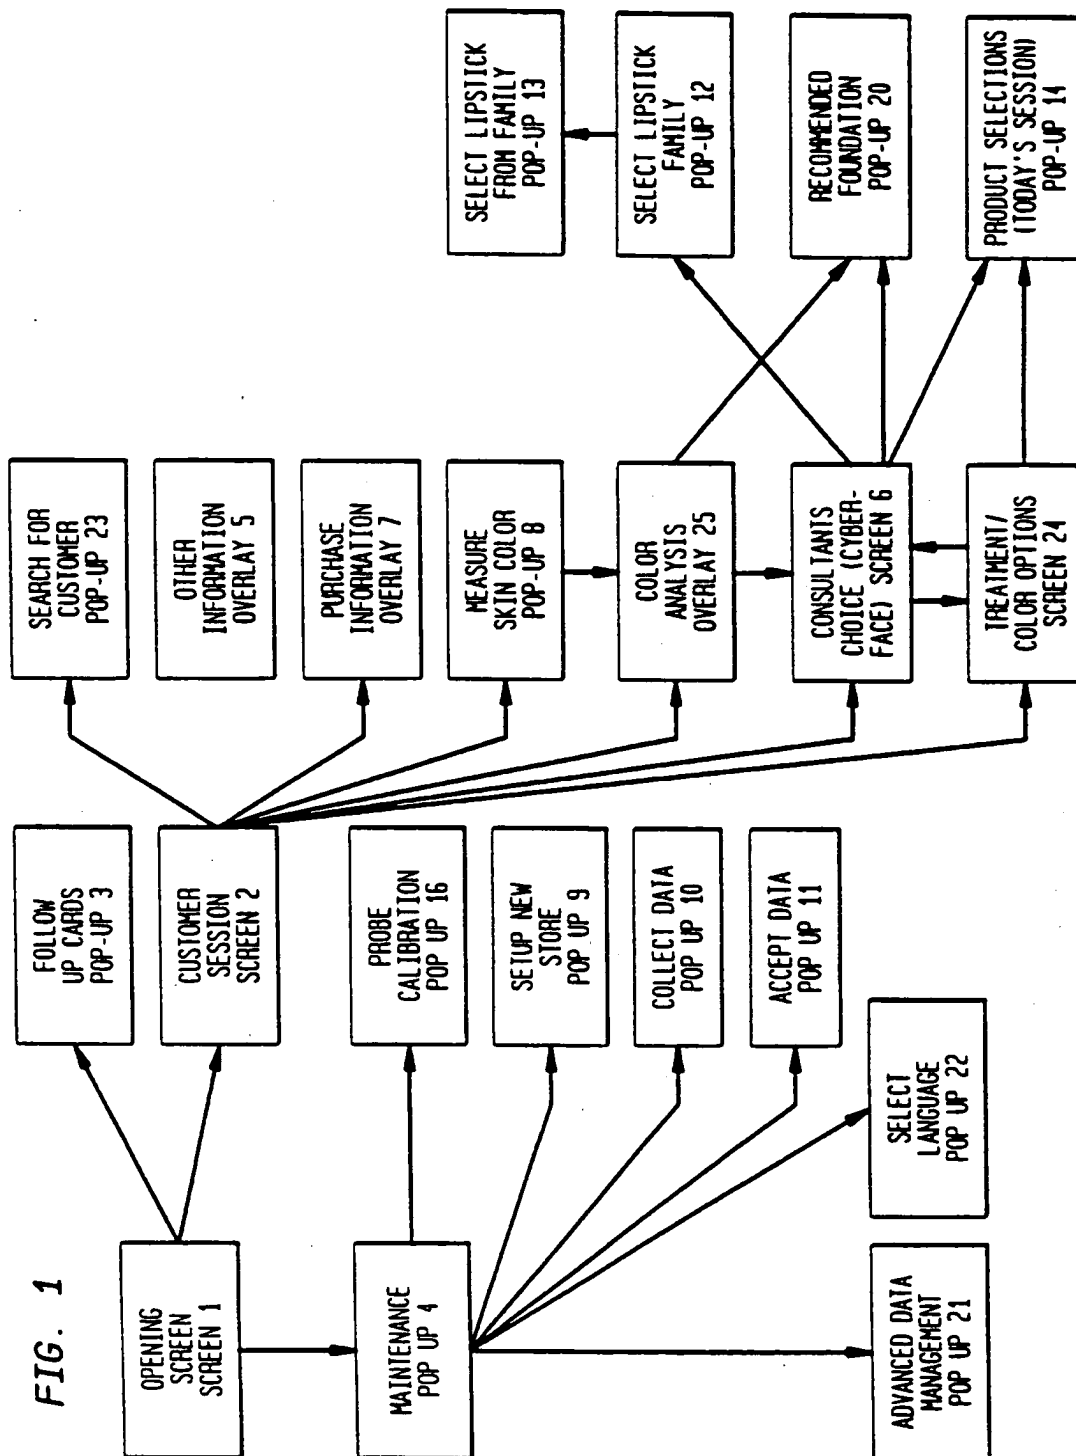 FIG. 1
OPENING
SCREEN
SCREEN 1
MAINTENANCE
POP UP 4
ADVANCED DATA
MANAGEMENT
POP UP 21
FOLLOW
UP CARDS
POP-UP 3
CUSTOMER
SESSION
SCREEN 2
PROBE
CALIBRATION
POP UP 16
SETUP NEW
STORE
POP UP 9
COLLECT DATA
POP UP 10
ACCEPT DATA
POP UP 11
SELECT
LANGUAGE
POP UP 22
SEARCH FOR
CUSTOMER
POP-UP 23
OTHER
INFORMATION
OVERLAY 5
PURCHASE
INFORMATION
OVERLAY 7
MEASURE
SKIN COLOR
POP-UP 8
COLOR
ANALYSIS
OVERLAY 25
CONSULTANTS
CHOICE (CYBER-
FACE) SCREEN 6
TREATMENT/
COLOR OPTIONS
SCREEN 24
SELECT LIPSTICK
FROM FAMILY
POP-UP 13
SELECT LIPSTICK
FAMILY
POP-UP 12
RECOMMENDED
FOUNDATION
POP-UP 20
PRODUCT SELECTIONS
(TODAY'S SESSION)
POP-UP 14